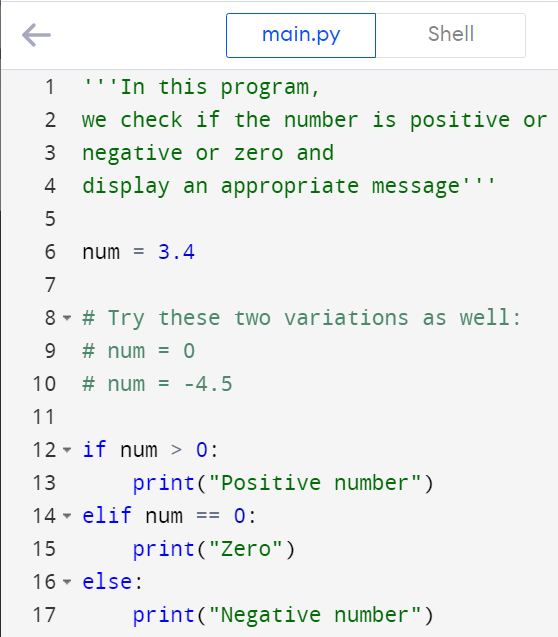 main.py Shell
1 '''In this program,
2 we check if the number is positive or
3 negative or zero and
4 display an appropriate message'''
5
6 num = 3.4
7
8 # Try these two variations as well:
9 # num = 0
10 # num = -4.5
11
12 if num > 0:
13     print("Positive number")
14 elif num == 0:
15     print("Zero")
16 else:
17     print("Negative number")